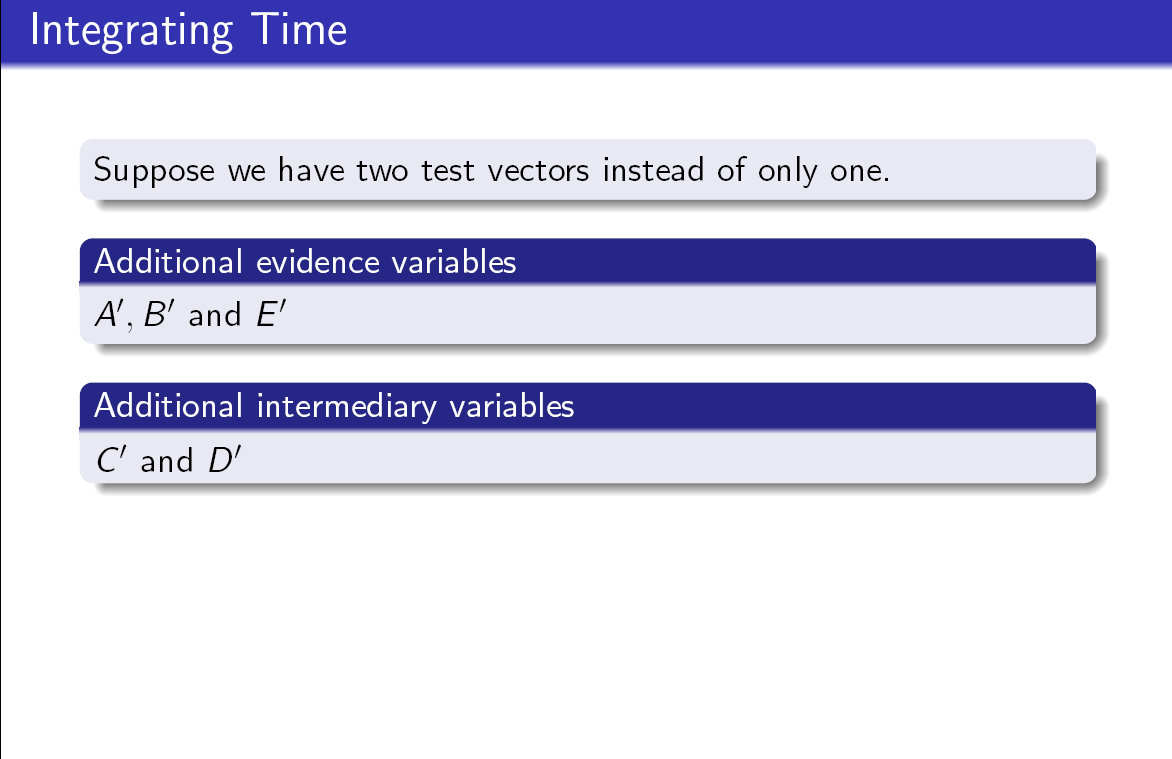 Integrating Time
Suppose we have two test vectors instead of only one.
Additional evidence variables
A′, B′ and E′
Additional intermediary variables
C′ and D′